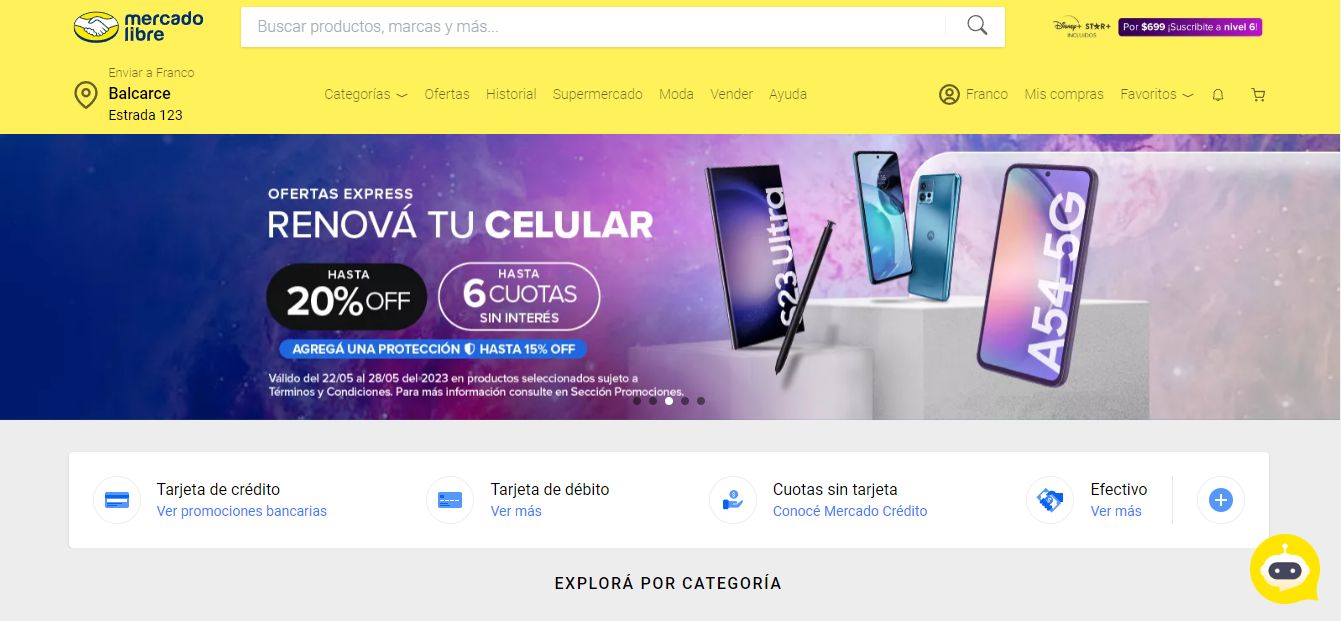 mercado
libre
Buscar productos, marcas y más...
Disney+ STAR+
INCLUIDOS
Por $699 ¡Suscribite a nivel 6!
Enviar a Franco
Balcarce
Estrada 123
Categorías
Ofertas
Historial
Supermercado
Moda
Vender
Ayuda
Franco
Mis compras
Favoritos
OFERTAS EXPRESS
RENOVÁ TU CELULAR
HASTA
20% OFF
HASTA
6 CUOTAS
SIN INTERÉS
AGREGÁ UNA PROTECCIÓN HASTA 15% OFF
Válido del 22/05 al 28/05 del 2023 en productos seleccionados sujeto a
Términos y Condiciones. Para más información consulte en Sección Promociones.
S23 Ultra
A54 5G
Tarjeta de crédito
Ver promociones bancarias
Tarjeta de débito
Ver más
Cuotas sin tarjeta
Conocé Mercado Crédito
Efectivo
Ver más
EXPLORÁ POR CATEGORÍA